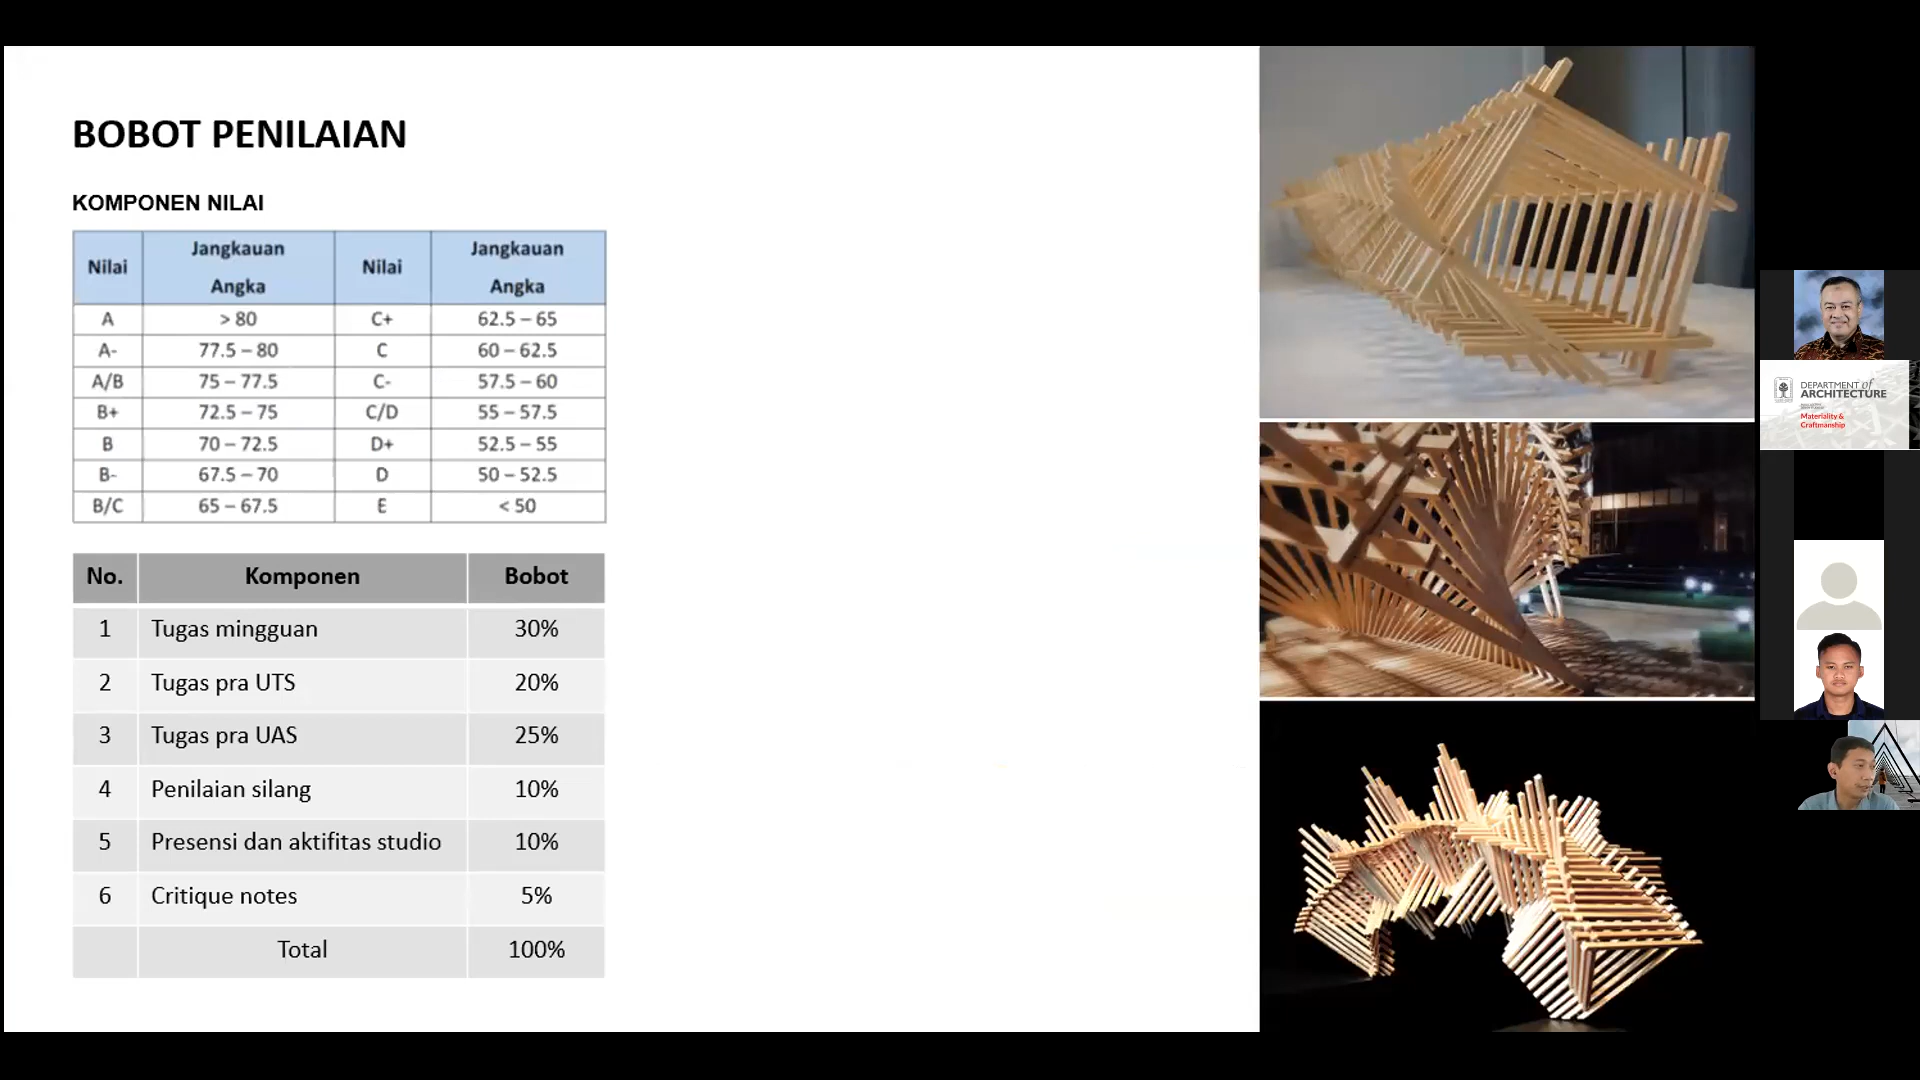 BOBOT PENILAIAN
KOMPONEN NILAI
Nilai Jangkauan Angka Nilai Jangkauan Angka
A > 80 C+ 62.5 – 65
A- 77.5 – 80 C 60 – 62.5
A/B 75 – 77.5 C- 57.5 – 60
B+ 72.5 – 75 C/D 55 – 57.5
B 70 – 72.5 D+ 52.5 – 55
B- 67.5 – 70 D 50 – 52.5
B/C 65 – 67.5 E < 50
No. Komponen Bobot
1 Tugas mingguan 30%
2 Tugas pra UTS 20%
3 Tugas pra UAS 25%
4 Penilaian silang 10%
5 Presensi dan aktifitas studio 10%
6 Critique notes 5%
Total 100%
DEPARTMENT of
ARCHITECTURE
Materiality &
Craftmanship